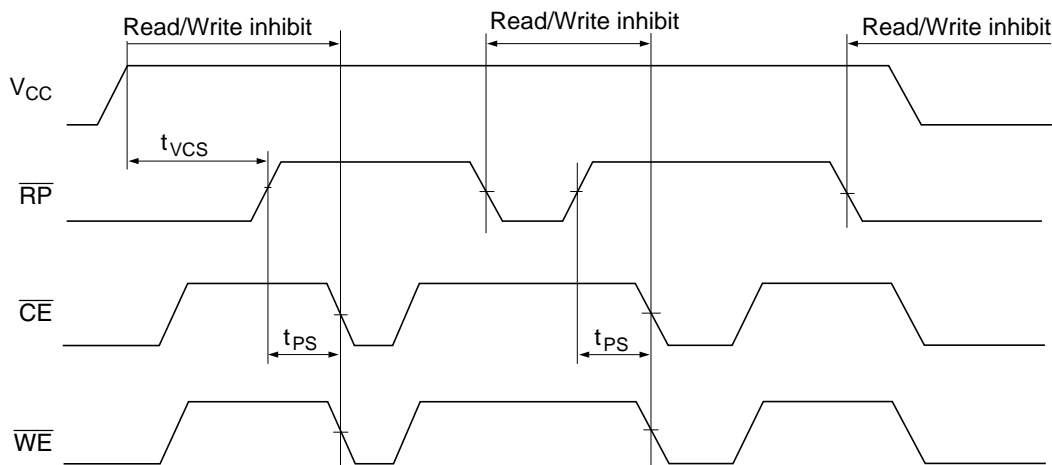 Read/Write inhibit
Read/Write inhibit
Read/Write inhibit
VCC
tVCS
RP
CE
tPS
tPS
WE